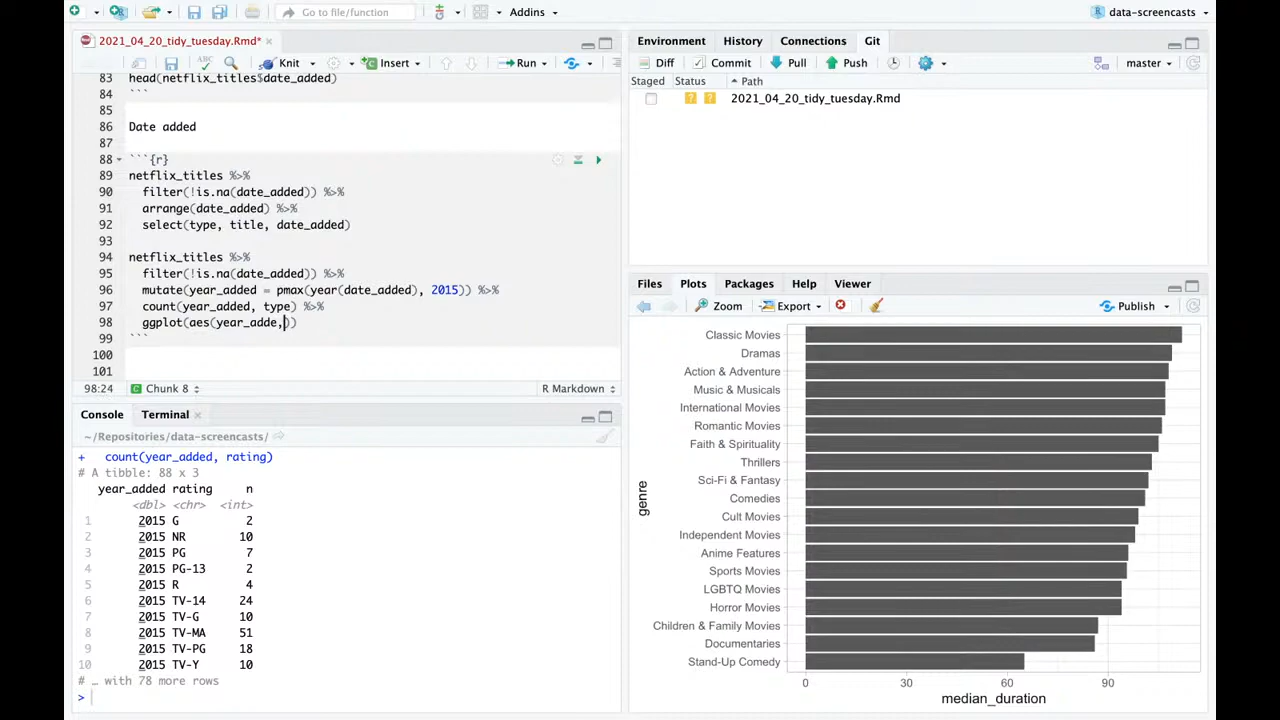 Go to file/function
Addins
data-screencasts
2021_04_20_tidy_tuesday.Rmd*
Knit
Insert
Run
83 head(netflix_titles$date_added)
84 ```
85
86 Date added
87
88 ```{r}
89 netflix_titles %>%
90 filter(!is.na(date_added)) %>%
91 arrange(date_added) %>%
92 select(type, title, date_added)
93
94 netflix_titles %>%
95 filter(!is.na(date_added)) %>%
96 mutate(year_added = pmax(year(date_added), 2015)) %>%
97 count(year_added, type) %>%
98 ggplot(aes(year_adde,))
99 ```
100
101
98:24 Chunk 8 R Markdown
Console Terminal
~/Repositories/data-screencasts/
+ count(year_added, rating)
# A tibble: 88 x 3
year_added rating n
<dbl> <chr> <int>
1 2015 G 2
2 2015 NR 10
3 2015 PG 7
4 2015 PG-13 2
5 2015 R 4
6 2015 TV-14 24
7 2015 TV-G 10
8 2015 TV-MA 51
9 2015 TV-PG 18
10 2015 TV-Y 10
# … with 78 more rows
>
Environment History Connections Git
Diff Commit Pull Push master
Staged Status Path
? ? 2021_04_20_tidy_tuesday.Rmd
Files Plots Packages Help Viewer
Zoom Export Publish
genre
Classic Movies
Dramas
Action & Adventure
Music & Musicals
International Movies
Romantic Movies
Faith & Spirituality
Thrillers
Sci-Fi & Fantasy
Comedies
Cult Movies
Independent Movies
Anime Features
Sports Movies
LGBTQ Movies
Horror Movies
Children & Family Movies
Documentaries
Stand-Up Comedy
0 30 60 90
median_duration